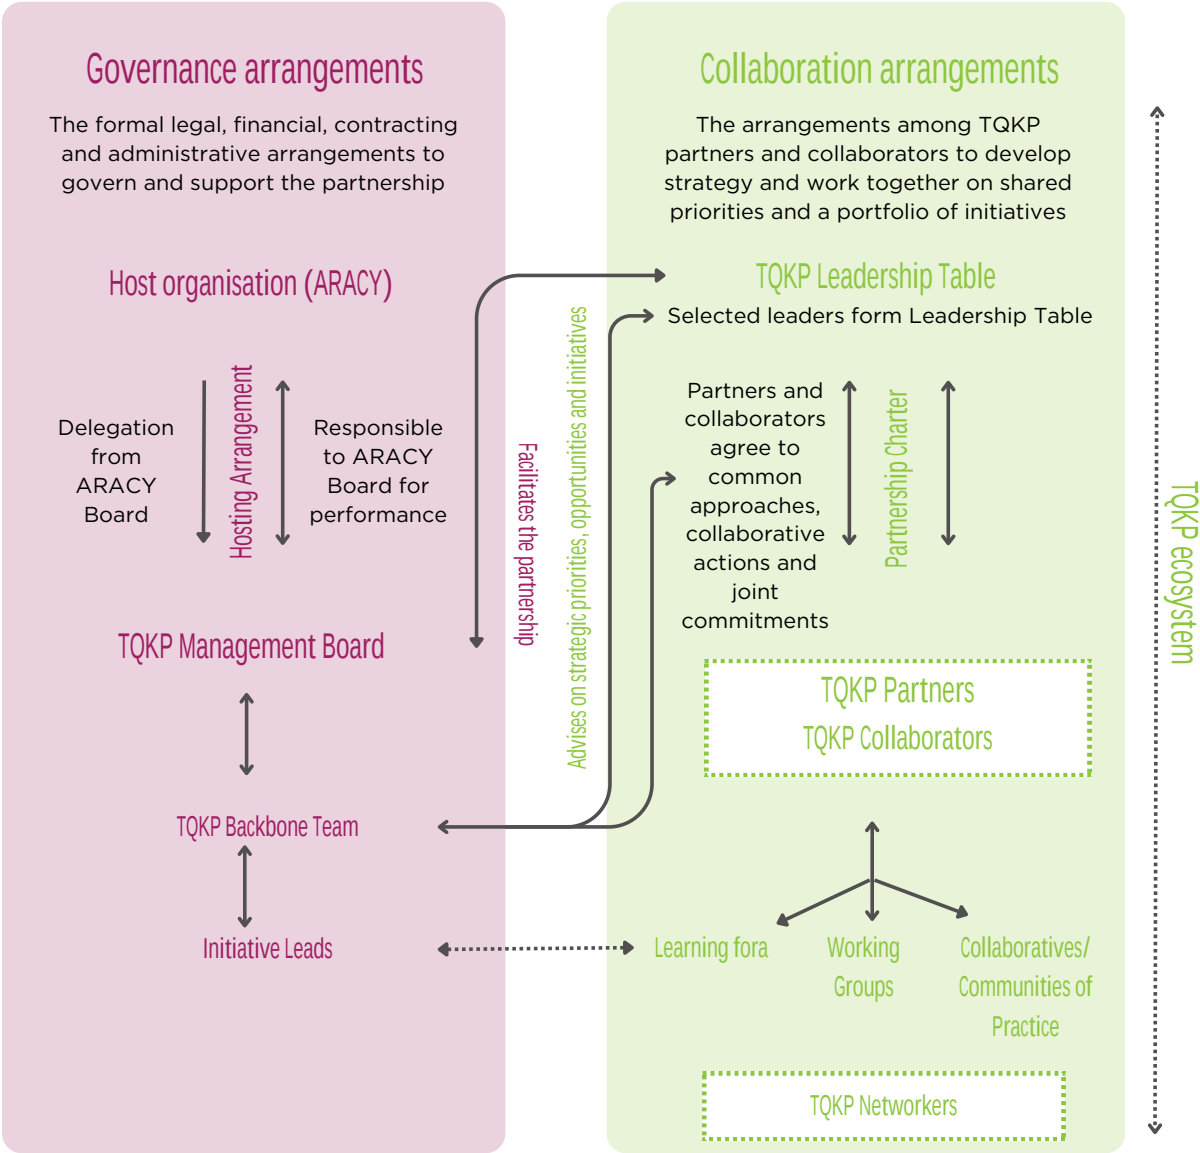 Governance arrangements
The formal legal, financial, contracting
and administrative arrangements to
govern and support the partnership
Host organisation (ARACY)
Delegation
from
ARACY
Board
Hosting Arrangement
Responsible
to ARACY
Board for
performance
TQKP Management Board
TQKP Backbone Team
Initiative Leads
Facilitates the partnership
Advises on strategic priorities, opportunities and initiatives
Collaboration arrangements
The arrangements among TQKP
partners and collaborators to develop
strategy and work together on shared
priorities and a portfolio of initiatives
TQKP Leadership Table
Selected leaders form Leadership Table
Partners and
collaborators
agree to
common
approaches,
collaborative
actions and
joint
commitments
Partnership Charter
TQKP Partners
TQKP Collaborators
Learning fora
Working
Groups
Collaboratives/
Communities of
Practice
TQKP Networkers
TQKP ecosystem